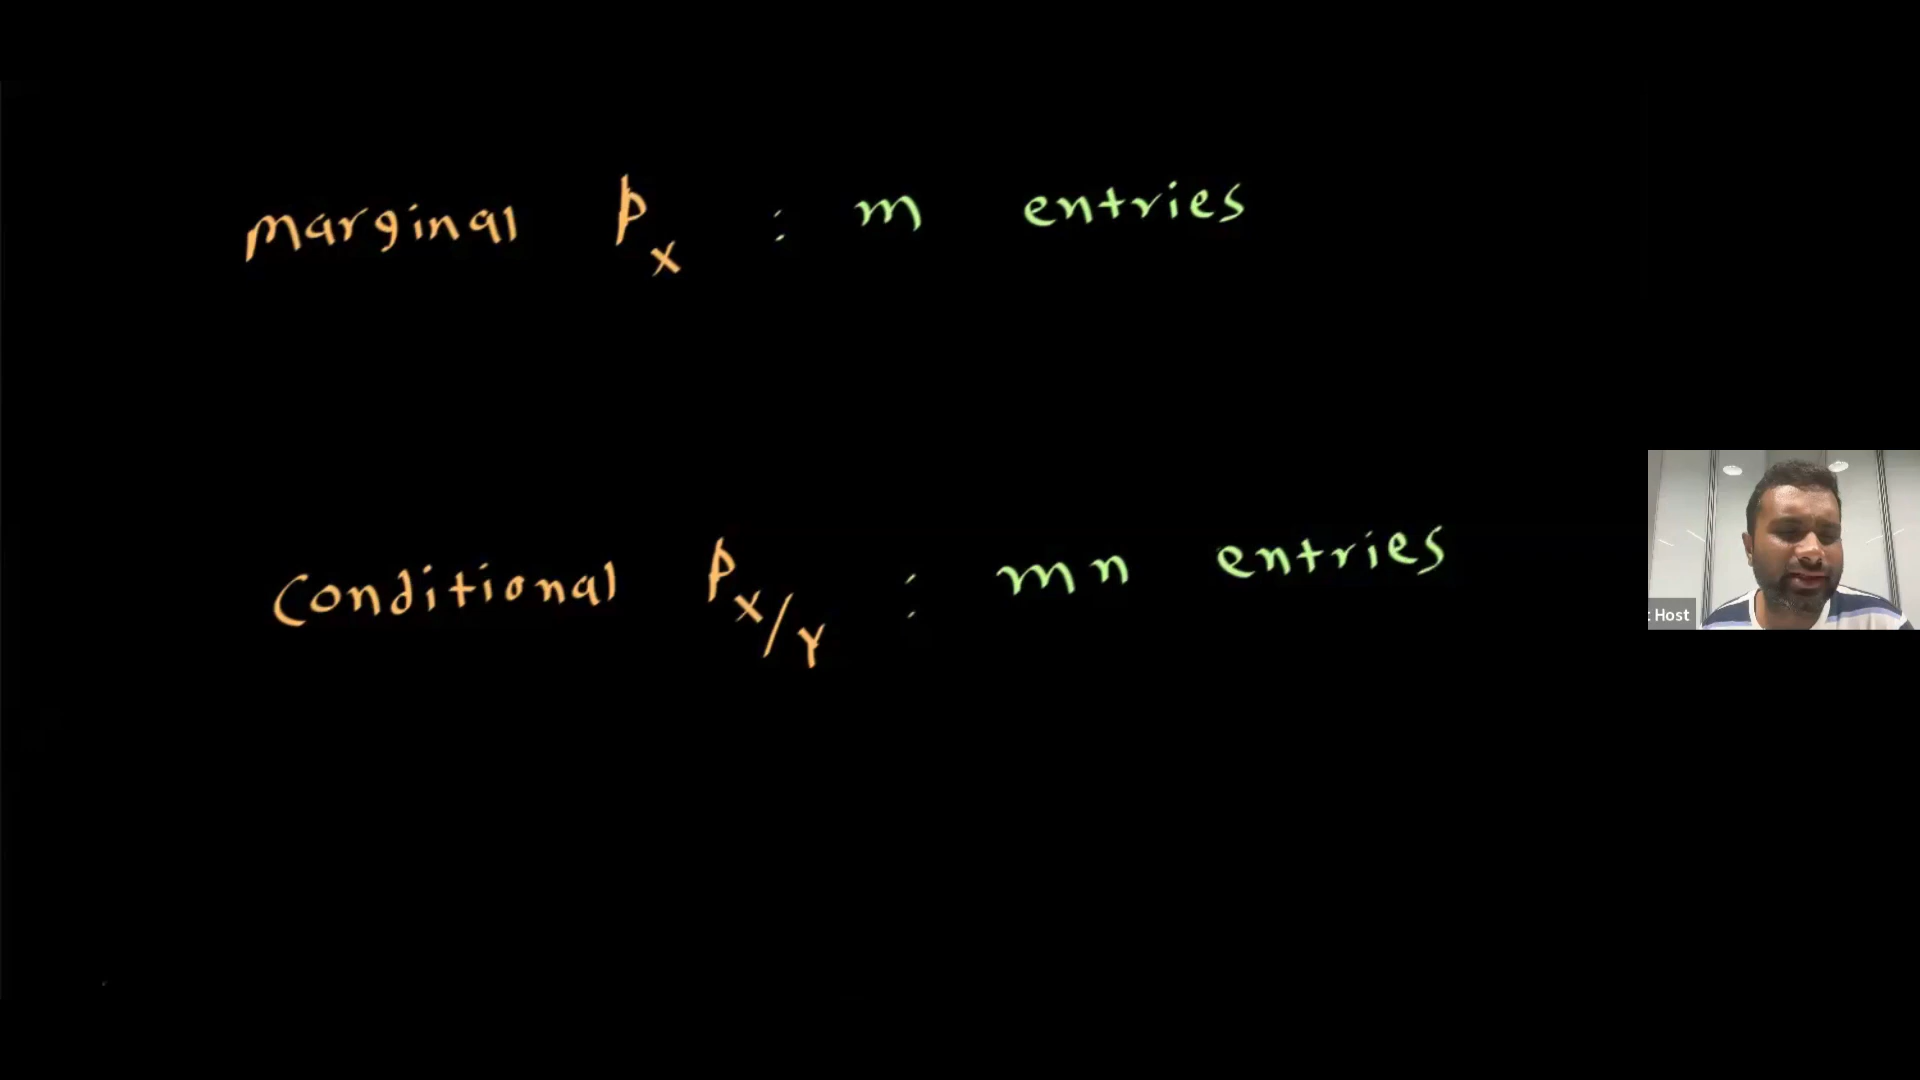 marginal p_X : m entries
Conditional p_X/Y : mn entries
: Host